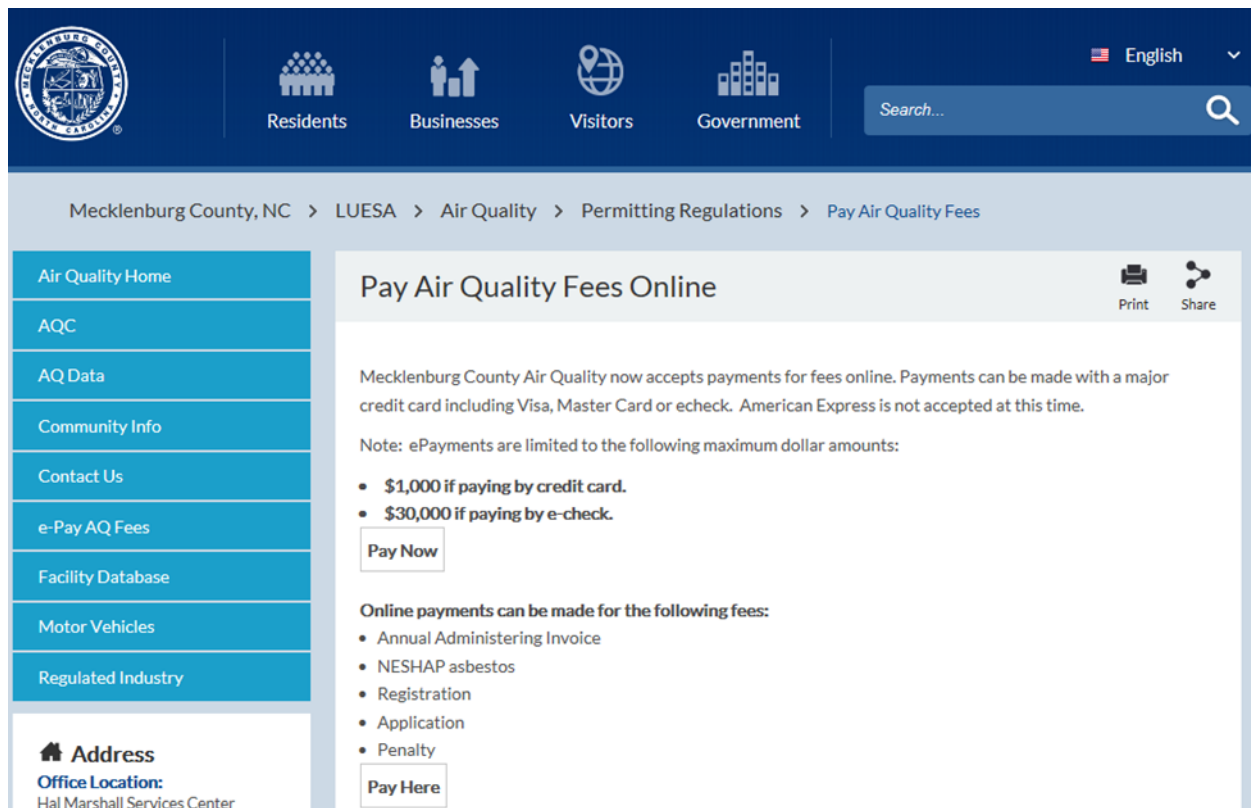 MECKLENBURG COUNTY
NORTH CAROLINA
®
Residents
Businesses
Visitors
Government
English
Search...
Mecklenburg County, NC > LUESA > Air Quality > Permitting Regulations > Pay Air Quality Fees
Air Quality Home
AQC
AQ Data
Community Info
Contact Us
e-Pay AQ Fees
Facility Database
Motor Vehicles
Regulated Industry
Address
Office Location:
Hal Marshall Services Center
Pay Air Quality Fees Online
Print
Share
Mecklenburg County Air Quality now accepts payments for fees online. Payments can be made with a major
credit card including Visa, Master Card or echeck. American Express is not accepted at this time.
Note: ePayments are limited to the following maximum dollar amounts:
• $1,000 if paying by credit card.
• $30,000 if paying by e-check.
Pay Now
Online payments can be made for the following fees:
• Annual Administering Invoice
• NESHAP asbestos
• Registration
• Application
• Penalty
Pay Here